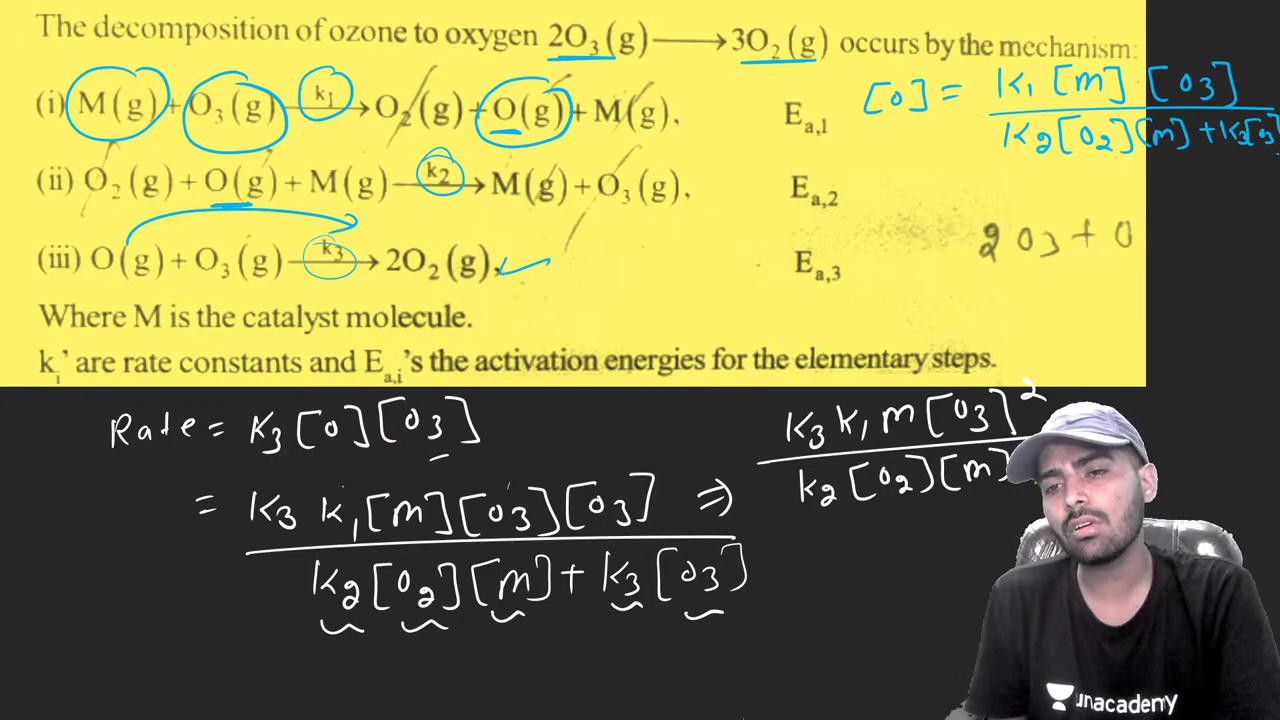 The decomposition of ozone to oxygen 2O₃(g)⟶3O₂(g) occurs by the mechanism:
(i) M(g)+O₃(g) —k₁→ O₂(g)+O(g)+M(g), Eₐ,₁
[O] = K₁[m][O₃] / K₂[O₂][m]+K₃[O₃]
(ii) O₂(g)+O(g)+M(g) —k₂→ M(g)+O₃(g), Eₐ,₂
2O₃+O
(iii) O(g)+O₃(g) —k₃→ 2O₂(g), Eₐ,₃
Where M is the catalyst molecule.
kᵢ' are rate constants and Eₐ,ᵢ's the activation energies for the elementary steps.
Rate = K₃[O][O₃]
= K₃ K₁[m][O₃][O₃] / K₂[O₂][m]+K₃[O₃] ⇒ K₃K₁m[O₃]² / K₂[O₂][m]
unacademy